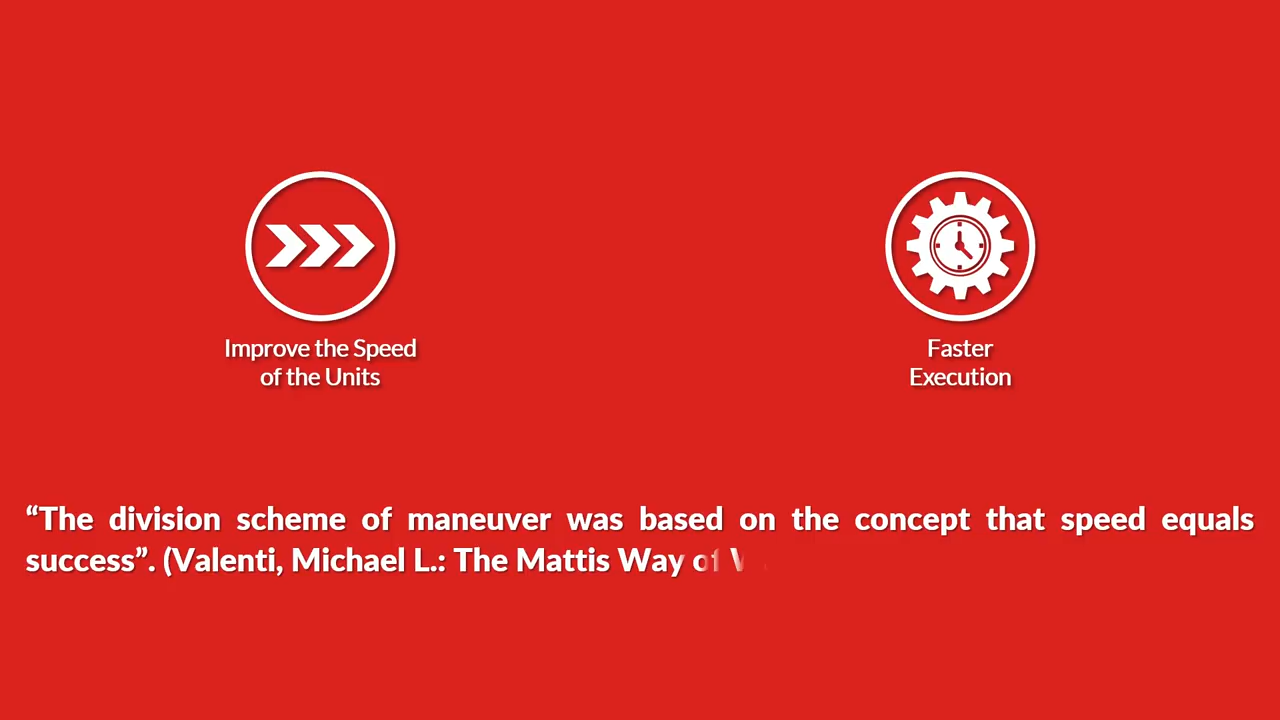 Improve the Speed
of the Units
Faster
Execution
“The division scheme of maneuver was based on the concept that speed equals
success”. (Valenti, Michael L.: The Mattis Way of